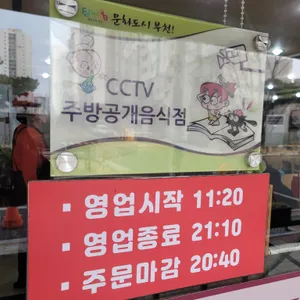 문화도시 부천!
CCTV
주방공개음식점
▪ 영업시작 11:20
▪ 영업종료 21:10
▪ 주문마감 20:40